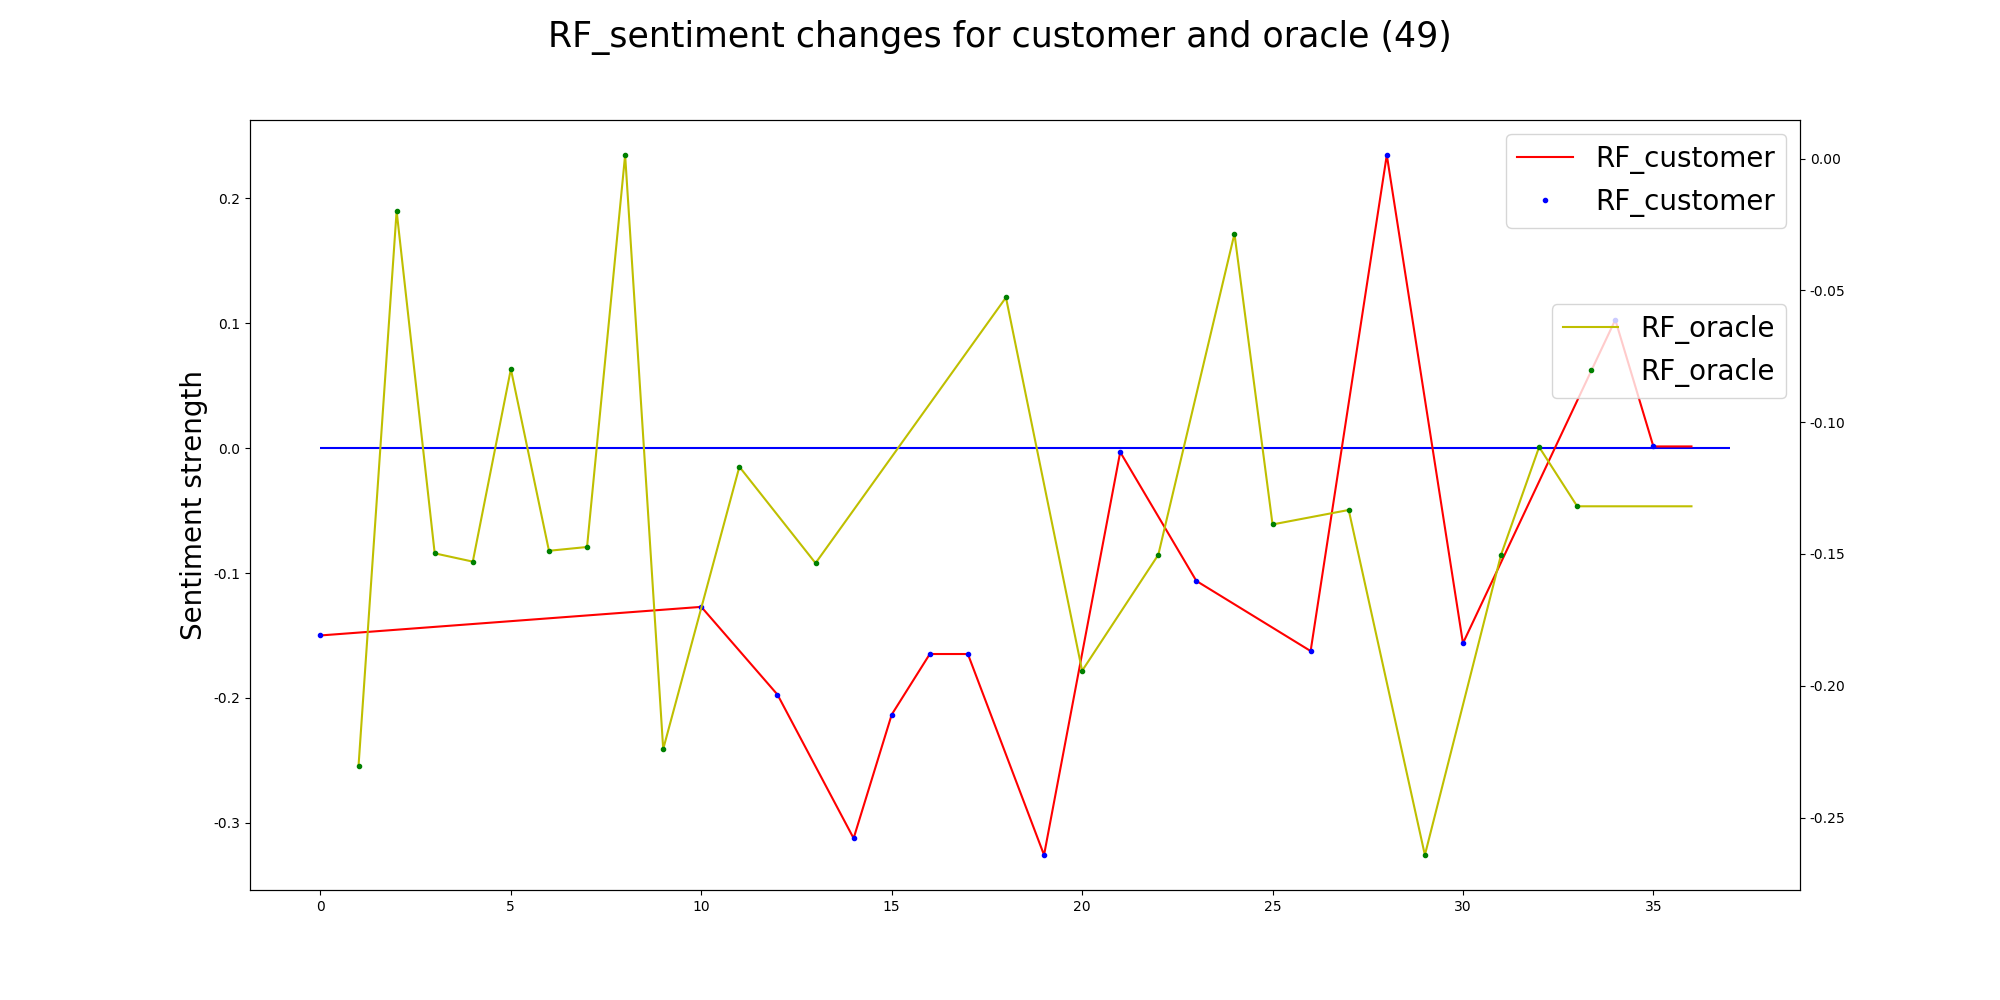 RF_sentiment changes for customer and oracle (49)
Sentiment strength
0.2
0.1
0.0
-0.1
-0.2
-0.3
RF_customer
RF_customer
RF_oracle
RF_oracle
0.00
-0.05
-0.10
-0.15
-0.20
-0.25
0 5 10 15 20 25 30 35